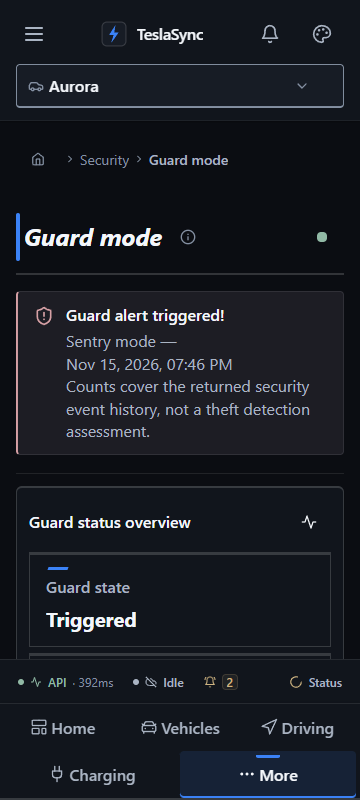 TeslaSync
Aurora
Security
Guard mode
Guard mode
Guard alert triggered!
Sentry mode —
Nov 15, 2026, 07:46 PM
Counts cover the returned security
event history, not a theft detection
assessment.
Guard status overview
Guard state
Triggered
API · 392ms
Idle
2
Status
Home
Vehicles
Driving
Charging
More